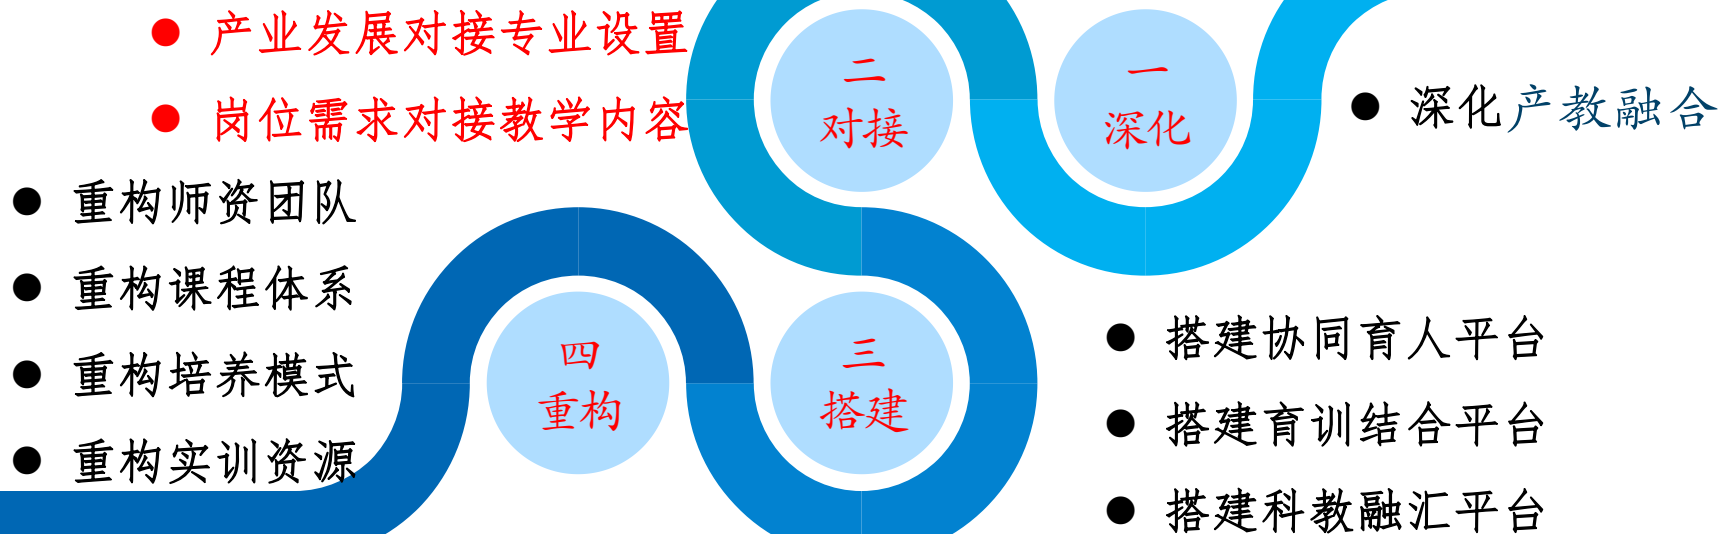 产业发展对接专业设置
岗位需求对接教学内容
二
对接
一
深化
深化产教融合
重构师资团队
重构课程体系
重构培养模式
重构实训资源
四
重构
三
搭建
搭建协同育人平台
搭建育训结合平台
搭建科教融汇平台